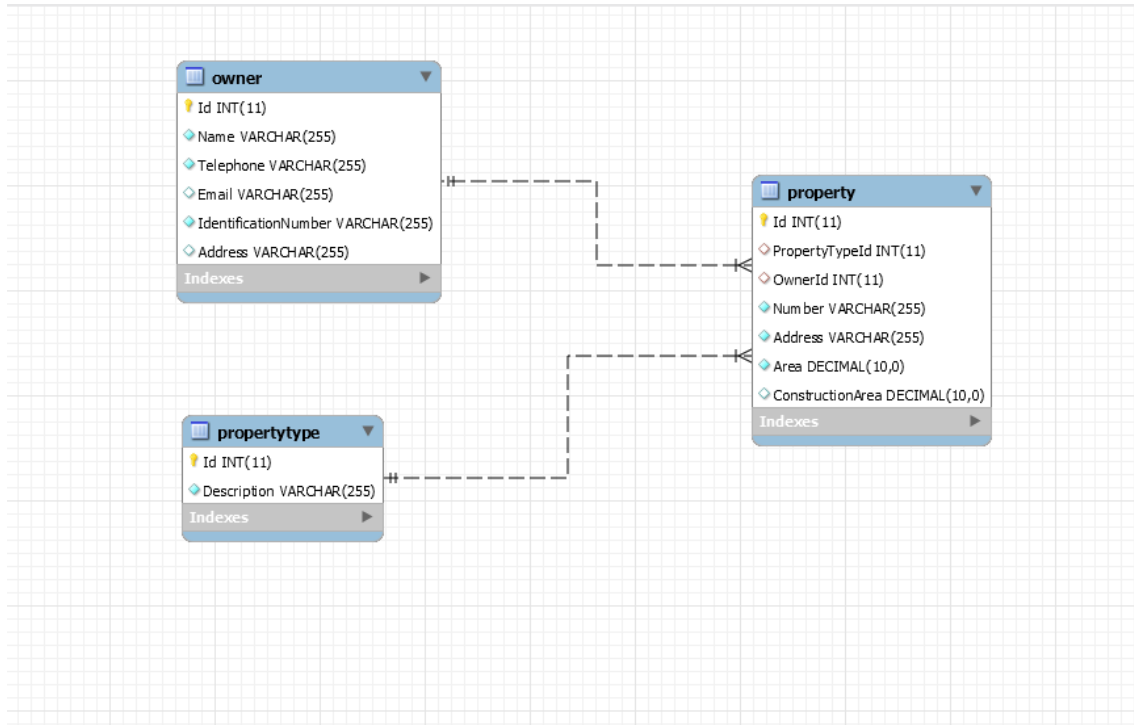 owner
Id INT(11)
Name VARCHAR(255)
Telephone VARCHAR(255)
Email VARCHAR(255)
IdentificationNumber VARCHAR(255)
Address VARCHAR(255)
Indexes
property
Id INT(11)
PropertyTypeId INT(11)
OwnerId INT(11)
Number VARCHAR(255)
Address VARCHAR(255)
Area DECIMAL(10,0)
ConstructionArea DECIMAL(10,0)
Indexes
propertytype
Id INT(11)
Description VARCHAR(255)
Indexes